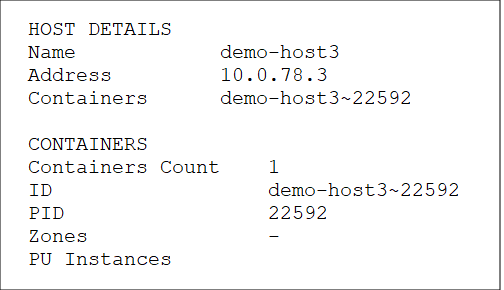 HOST DETAILS
Name demo-host3
Address 10.0.78.3
Containers demo-host3~22592
CONTAINERS
Containers Count 1
ID demo-host3~22592
PID 22592
Zones -
PU Instances